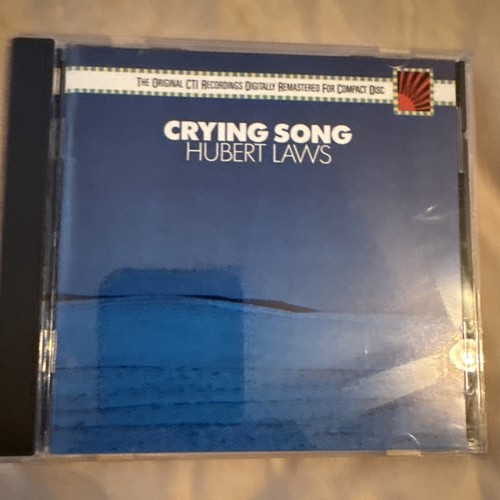 THE ORIGINAL CTI RECORDINGS DIGITALLY REMASTERED FOR COMPACT DISC
CRYING SONG
HUBERT LAWS